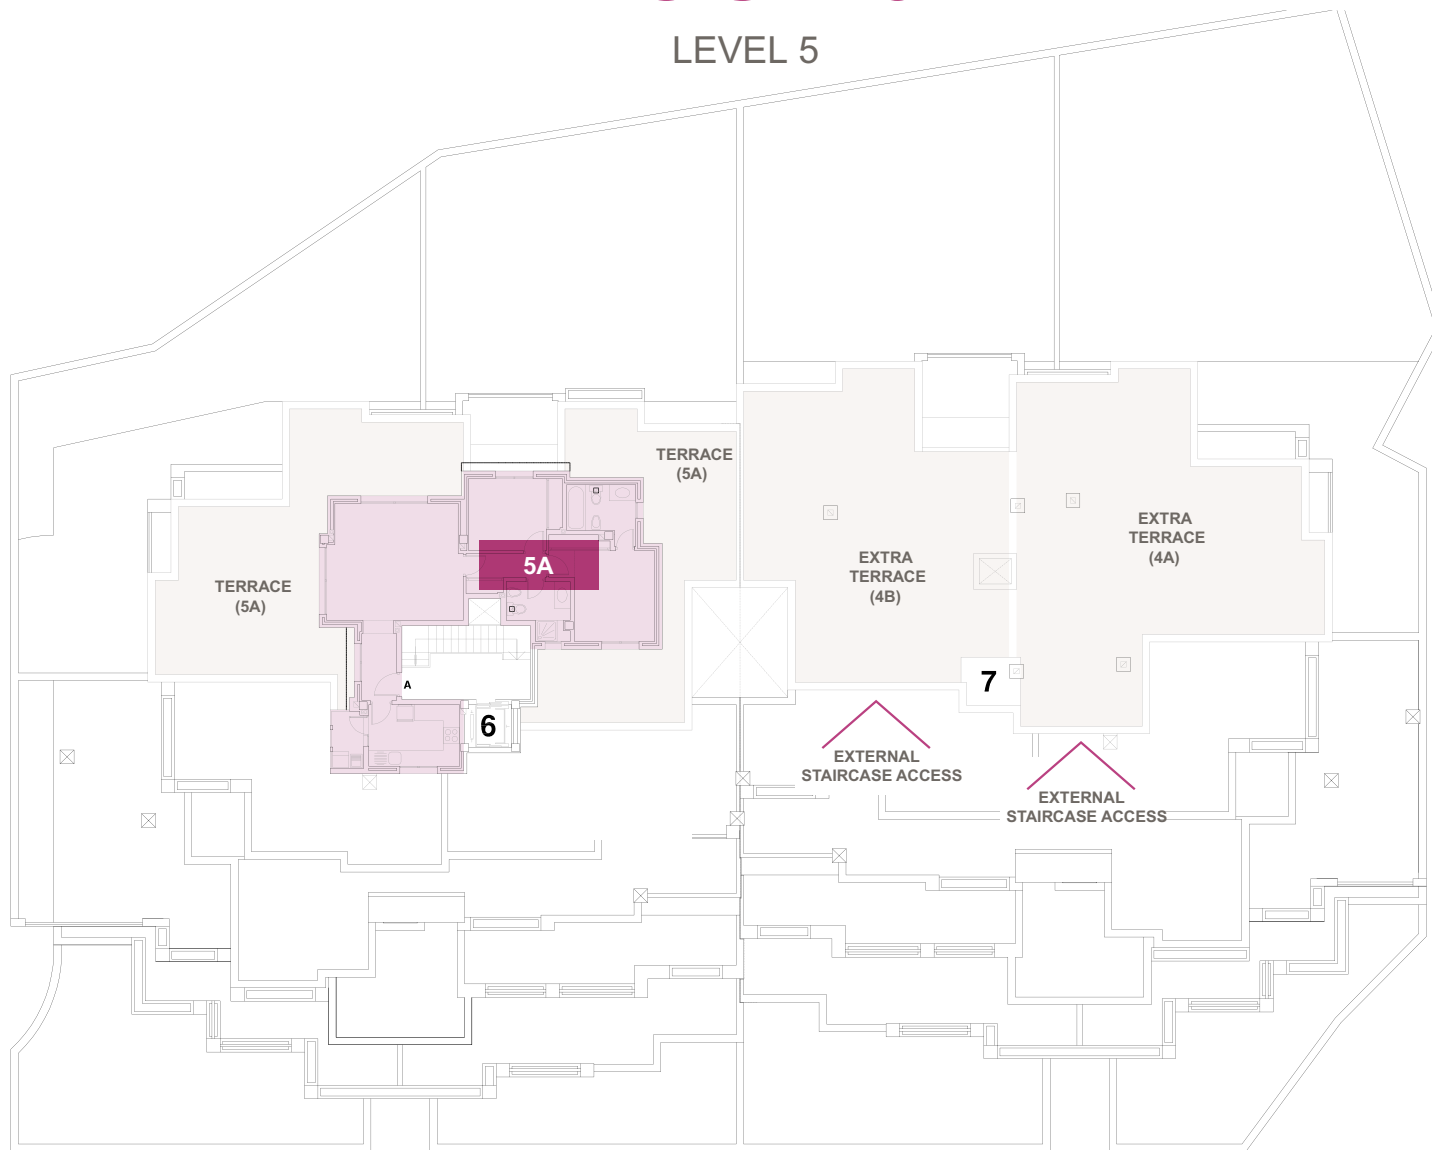 LEVEL 5
TERRACE
(5A)
5A
TERRACE
(5A)
A
6
EXTRA
TERRACE
(4B)
EXTRA
TERRACE
(4A)
7
EXTERNAL
STAIRCASE ACCESS
EXTERNAL
STAIRCASE ACCESS